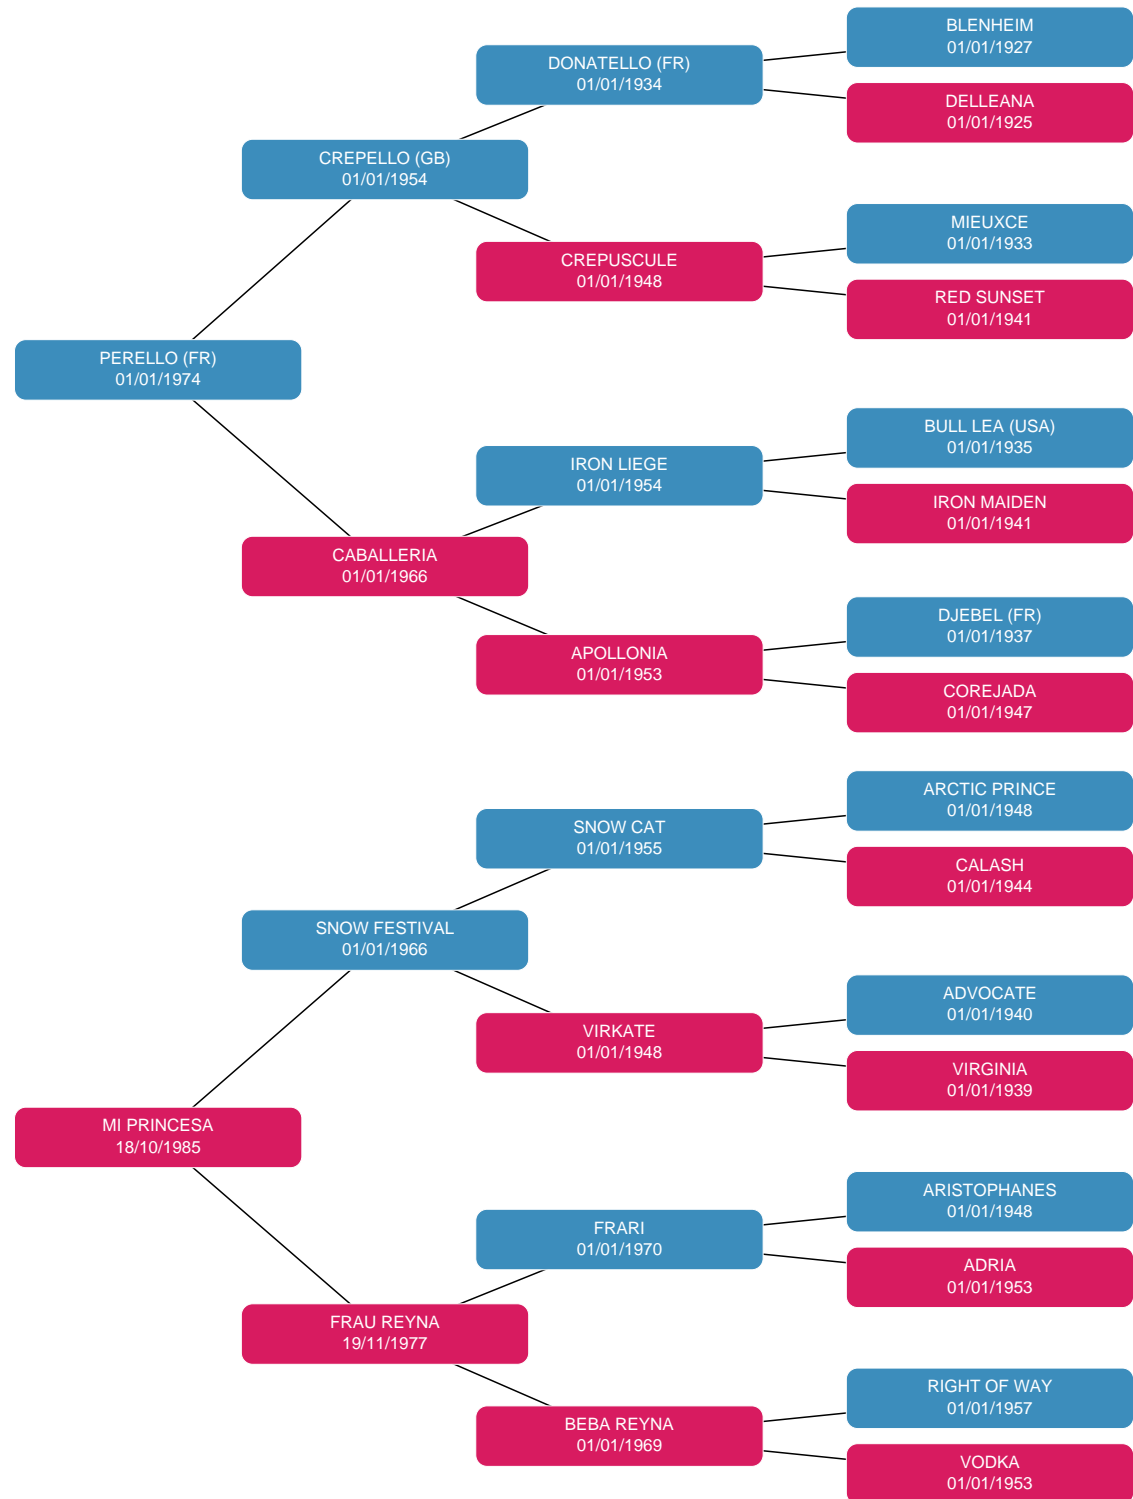 BLENHEIM
01/01/1927
DONATELLO (FR)
01/01/1934
DELLEANA
01/01/1925
CREPELLO (GB)
01/01/1954
MIEUXCE
01/01/1933
CREPUSCULE
01/01/1948
RED SUNSET
01/01/1941
PERELLO (FR)
01/01/1974
BULL LEA (USA)
01/01/1935
IRON LIEGE
01/01/1954
IRON MAIDEN
01/01/1941
CABALLERIA
01/01/1966
DJEBEL (FR)
01/01/1937
APOLLONIA
01/01/1953
COREJADA
01/01/1947
ARCTIC PRINCE
01/01/1948
SNOW CAT
01/01/1955
CALASH
01/01/1944
SNOW FESTIVAL
01/01/1966
ADVOCATE
01/01/1940
VIRKATE
01/01/1948
VIRGINIA
01/01/1939
MI PRINCESA
18/10/1985
ARISTOPHANES
01/01/1948
FRARI
01/01/1970
ADRIA
01/01/1953
FRAU REYNA
19/11/1977
RIGHT OF WAY
01/01/1957
BEBA REYNA
01/01/1969
VODKA
01/01/1953